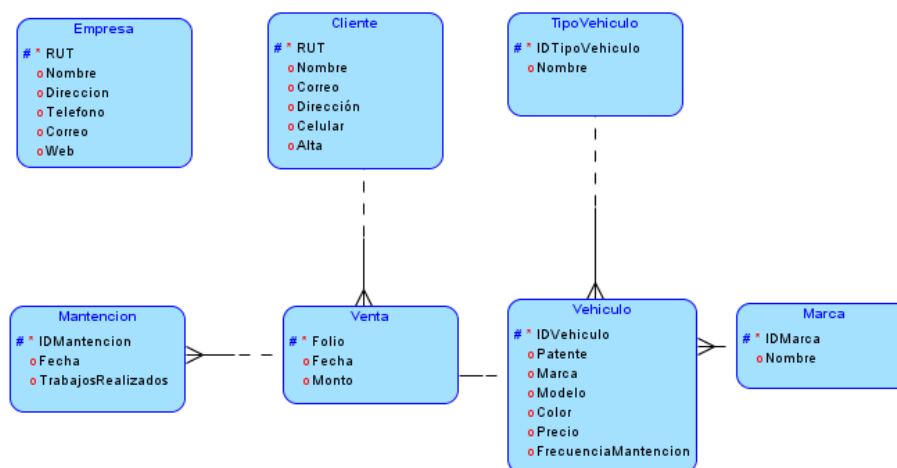 Empresa
# * RUT
o Nombre
o Direccion
o Telefono
o Correo
o Web
Cliente
# * RUT
o Nombre
o Correo
o Dirección
o Celular
o Alta
TipoVehiculo
# * IDTipoVehiculo
o Nombre
Mantencion
# * IDMantencion
o Fecha
o TrabajosRealizados
Venta
# * Folio
o Fecha
o Monto
Vehiculo
# * IDVehiculo
o Patente
o Marca
o Modelo
o Color
o Precio
o FrecuenciaMantencion
Marca
# * IDMarca
o Nombre